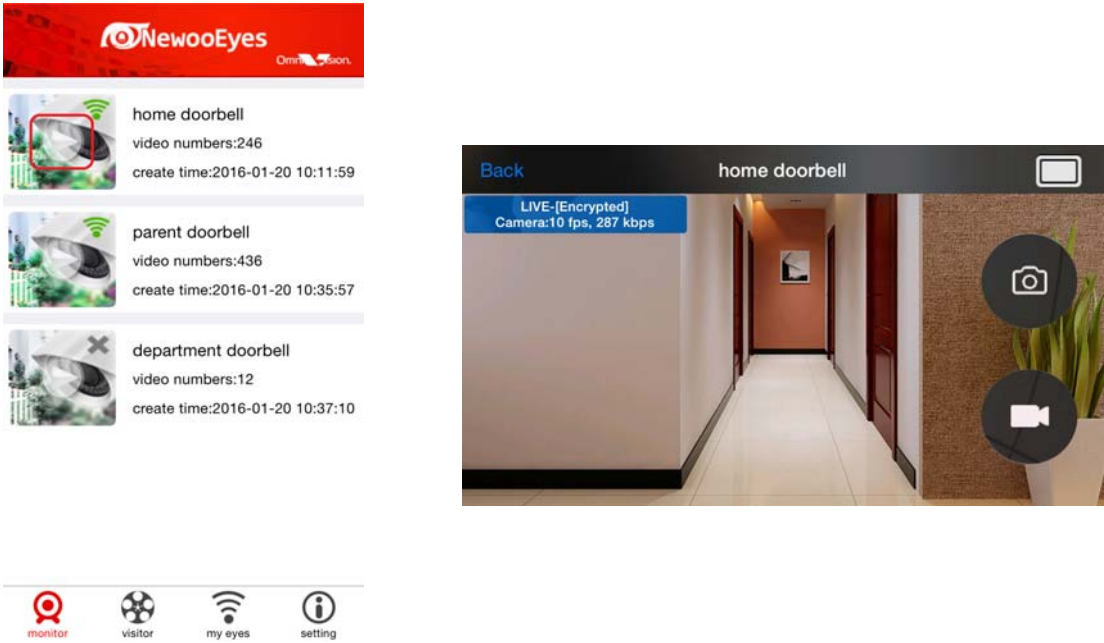 NewooEyes
OmniVision.
home doorbell
video numbers:246
create time:2016-01-20 10:11:59
parent doorbell
video numbers:436
create time:2016-01-20 10:35:57
department doorbell
video numbers:12
create time:2016-01-20 10:37:10
monitor
visitor
my eyes
setting
Back
home doorbell
LIVE-[Encrypted]
Camera:10 fps, 287 kbps